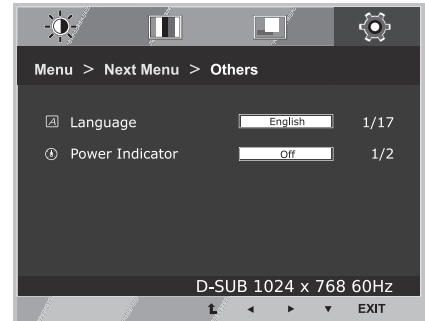 Menu > Next Menu > Others
Language English 1/17
Power Indicator Off 1/2
D-SUB 1024 x 768 60Hz
EXIT